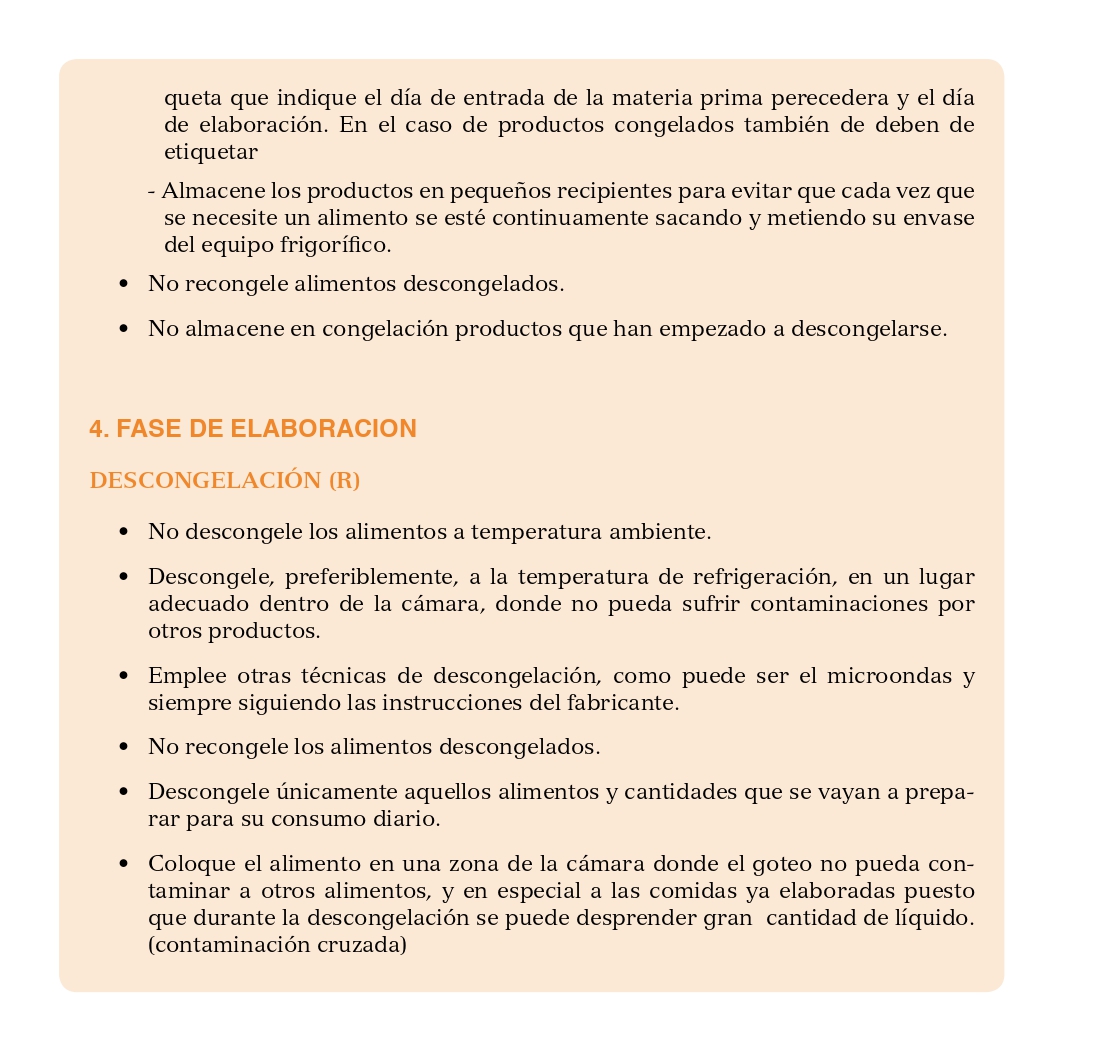 queta que indique el día de entrada de la materia prima perecedera y el día
de elaboración. En el caso de productos congelados también de deben de
etiquetar
- Almacene los productos en pequeños recipientes para evitar que cada vez que
se necesite un alimento se esté continuamente sacando y metiendo su envase
del equipo frigorífico.
• No recongele alimentos descongelados.
• No almacene en congelación productos que han empezado a descongelarse.
4. FASE DE ELABORACION
DESCONGELACIÓN (R)
• No descongele los alimentos a temperatura ambiente.
• Descongele, preferiblemente, a la temperatura de refrigeración, en un lugar
adecuado dentro de la cámara, donde no pueda sufrir contaminaciones por
otros productos.
• Emplee otras técnicas de descongelación, como puede ser el microondas y
siempre siguiendo las instrucciones del fabricante.
• No recongele los alimentos descongelados.
• Descongele únicamente aquellos alimentos y cantidades que se vayan a prepa-
rar para su consumo diario.
• Coloque el alimento en una zona de la cámara donde el goteo no pueda con-
taminar a otros alimentos, y en especial a las comidas ya elaboradas puesto
que durante la descongelación se puede desprender gran  cantidad de líquido.
(contaminación cruzada)